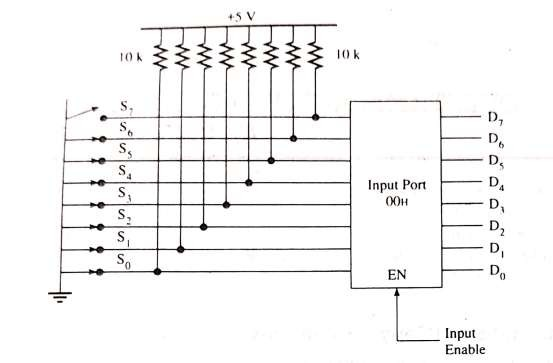 +5 V
10 k
10 k
S7
S6
S5
S4
S3
S2
S1
S0
Input Port
00H
EN
D7
D6
D5
D4
D3
D2
D1
D0
Input
Enable